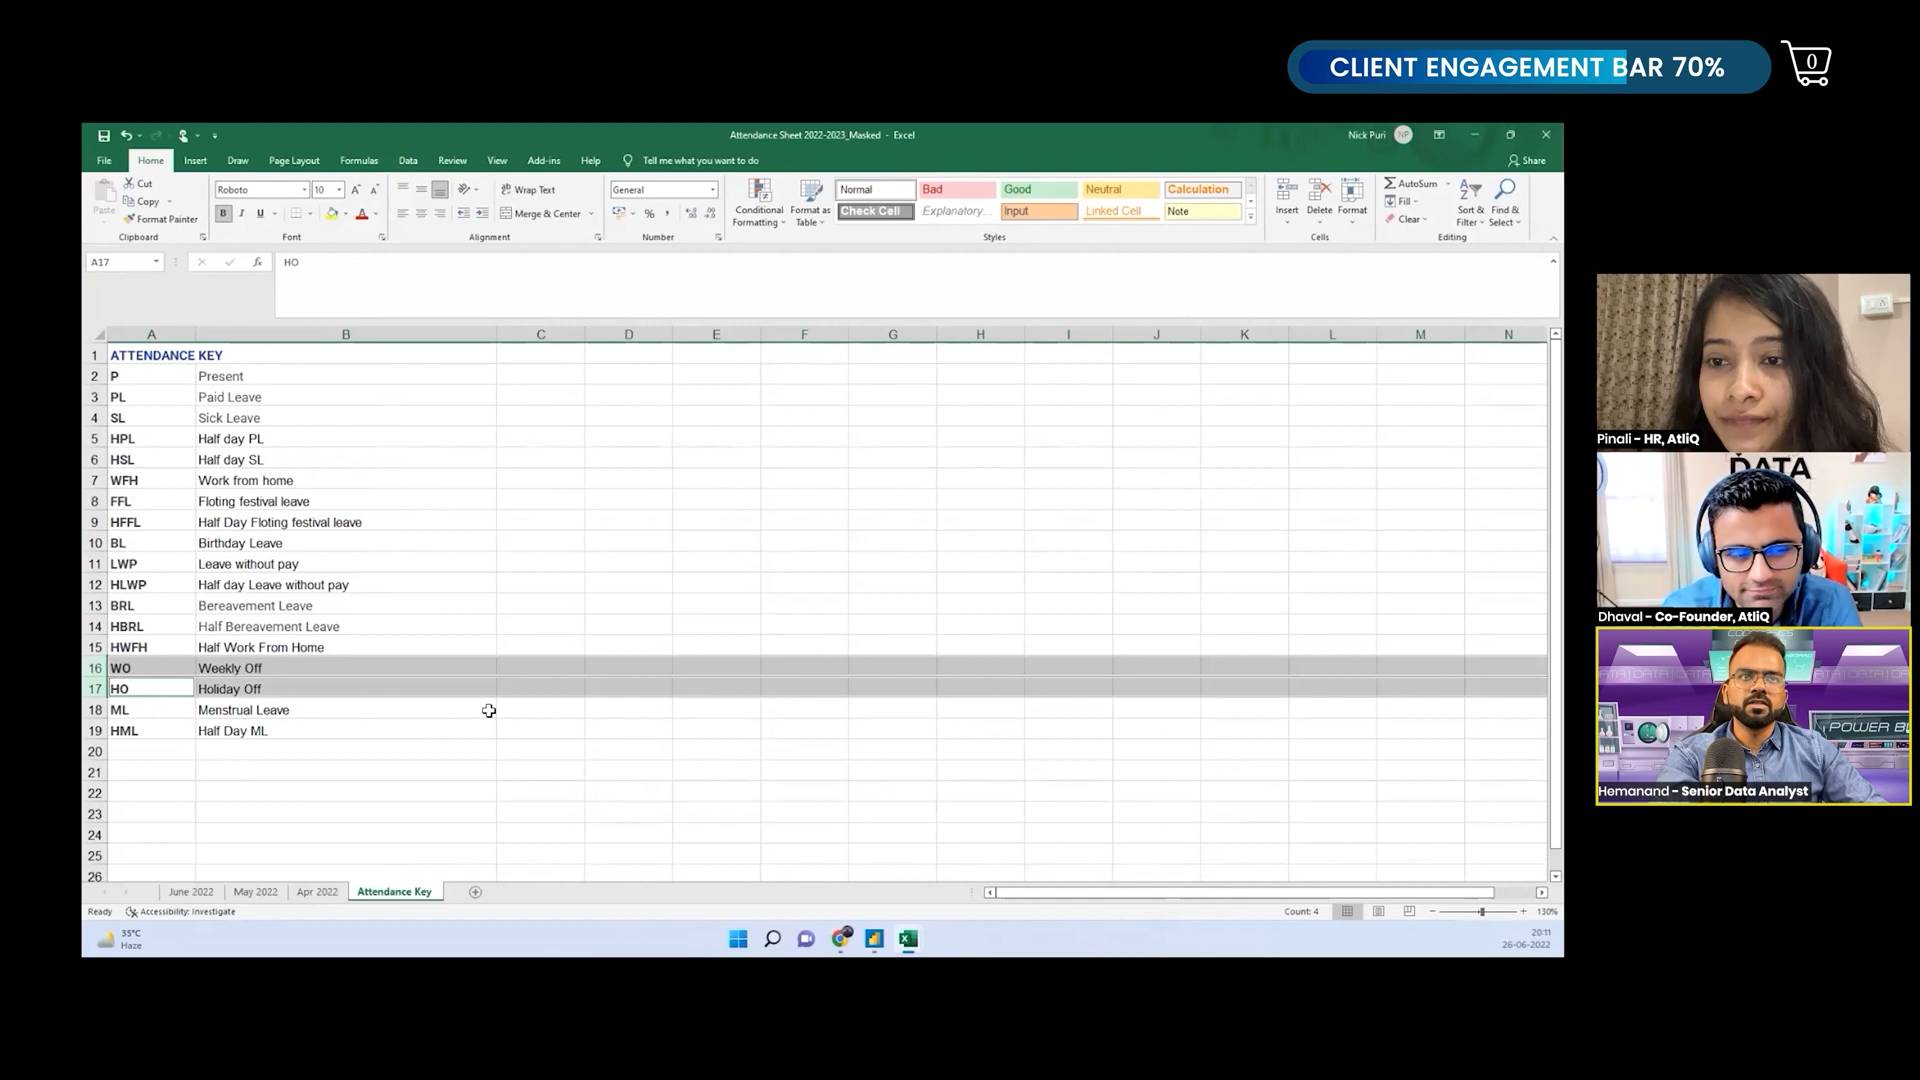 CLIENT ENGAGEMENT BAR 70%
0
Attendance Sheet 2022-2023_Masked - Excel
Nick Puri
NP
File Home Insert Draw Page Layout Formulas Data Review View Add-ins Help Tell me what you want to do
Share
Paste
Cut
Copy
Format Painter
Clipboard
Roboto 10
B I U
Font
Wrap Text
Merge & Center
Alignment
General
%
Number
Conditional Formatting
Format as Table
Normal Bad Good Neutral Calculation
Check Cell Explanatory... Input Linked Cell Note
Styles
Insert Delete Format
Cells
AutoSum
Fill
Clear
Sort & Filter
Find & Select
Editing
A17 fx HO
A B C D E F G H I J K L M N
1 ATTENDANCE KEY
2 P Present
3 PL Paid Leave
4 SL Sick Leave
5 HPL Half day PL
6 HSL Half day SL
7 WFH Work from home
8 FFL Floting festival leave
9 HFFL Half Day Floting festival leave
10 BL Birthday Leave
11 LWP Leave without pay
12 HLWP Half day Leave without pay
13 BRL Bereavement Leave
14 HBRL Half Bereavement Leave
15 HWFH Half Work From Home
16 WO Weekly Off
17 HO Holiday Off
18 ML Menstrual Leave
19 HML Half Day ML
20
21
22
23
24
25
26
June 2022 May 2022 Apr 2022 Attendance Key
Ready Accessibility: Investigate
Count: 4
130%
35°C
Haze
20:11
26-06-2022
Pinali - HR, AtliQ
DATA
Dhaval - Co-Founder, AtliQ
POWER BI
Hemanand - Senior Data Analyst